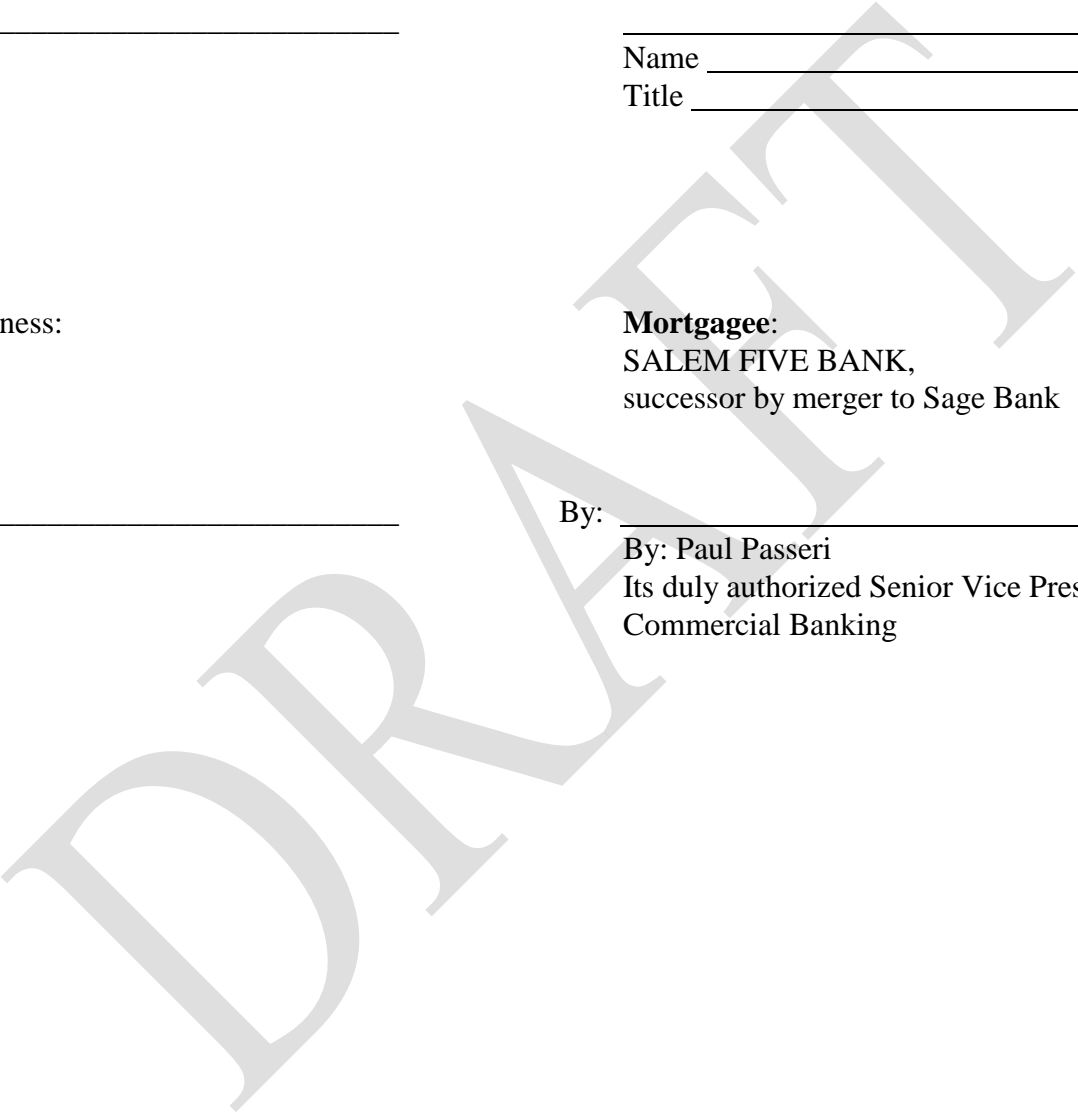 Name
Title
ness:
Mortgagee:
SALEM FIVE BANK,
successor by merger to Sage Bank
By:
By: Paul Passeri
Its duly authorized Senior Vice Pres
Commercial Banking
DRAFT